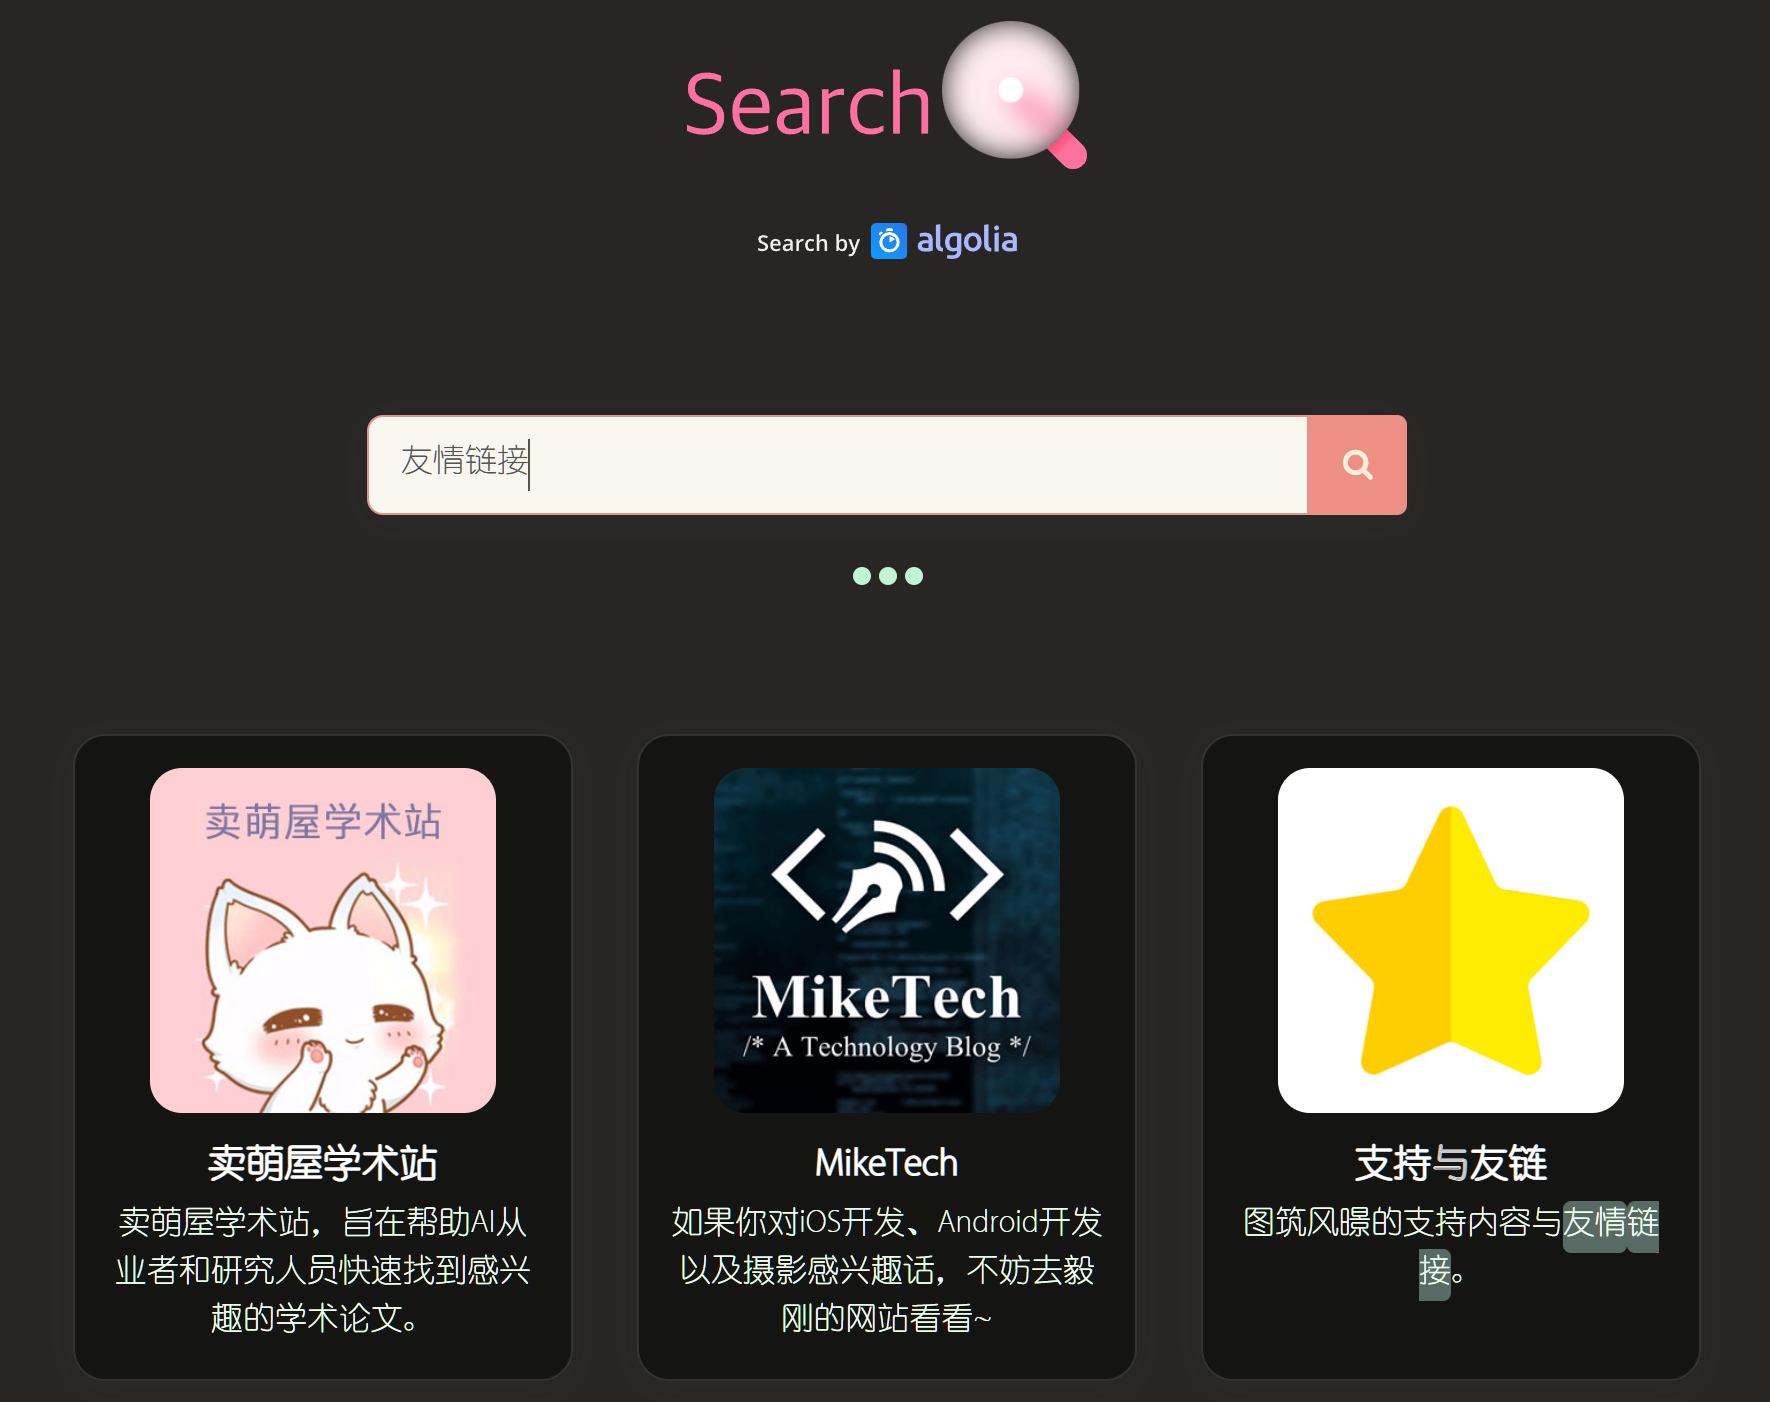 Search
Search by algolia
友情链接
卖萌屋学术站
MikeTech
/* A Technology Blog */
卖萌屋学术站
卖萌屋学术站，旨在帮助AI从
业者和研究人员快速找到感兴
趣的学术论文。
MikeTech
如果你对iOS开发、Android开发
以及摄影感兴趣话，不妨去毅
刚的网站看看~
支持与友链
图筑风暻的支持内容与友情链
接。